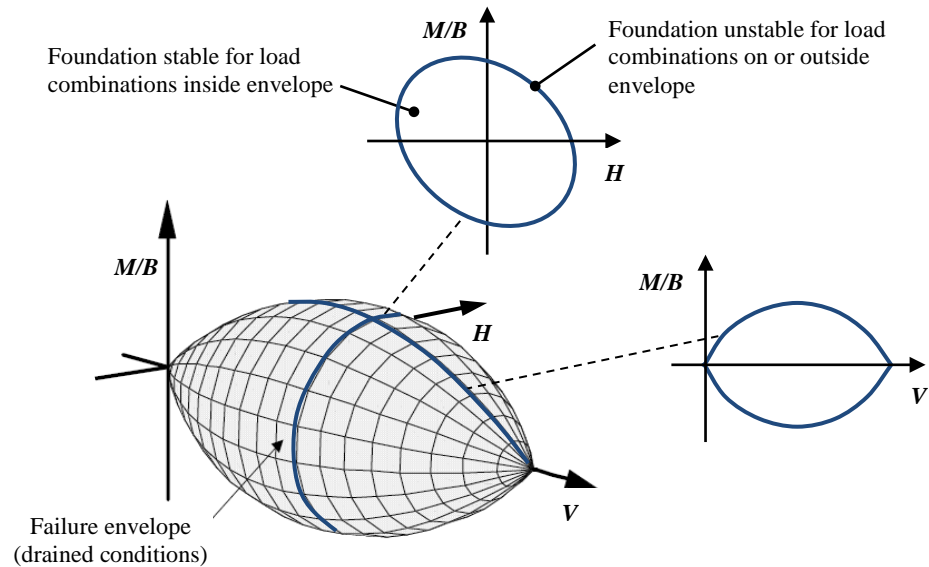 M/B
Foundation unstable for load
combinations on or outside
envelope
Foundation stable for load
combinations inside envelope
H
M/B
M/B
H
V
V
Failure envelope
(drained conditions)